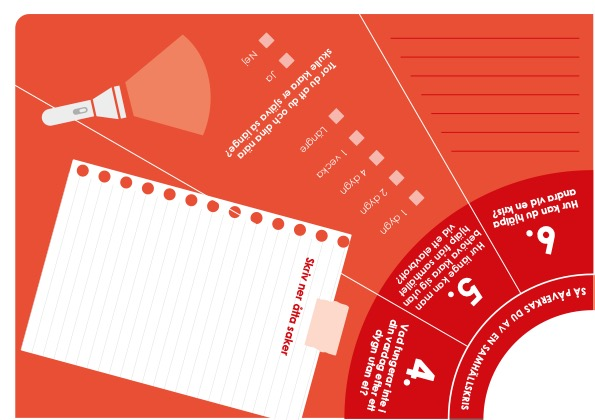 SÅ PÅVERKAS DU AV EN SAMHÄLLSKRIS
4.
Vad fungerar inte i
din vardag efter ett
dygn utan el?
Skriv ner åtta saker
5.
Hur länge kan man
behöva klara sig utan
hjälp från samhället
vid ett elavbrott?
1 dygn
2 dygn
4 dygn
1 vecka
Längre
Tror du att du och dina nära
skulle klara er själva så länge?
Ja
Nej
6.
Hur kan du hjälpa
andra vid en kris?